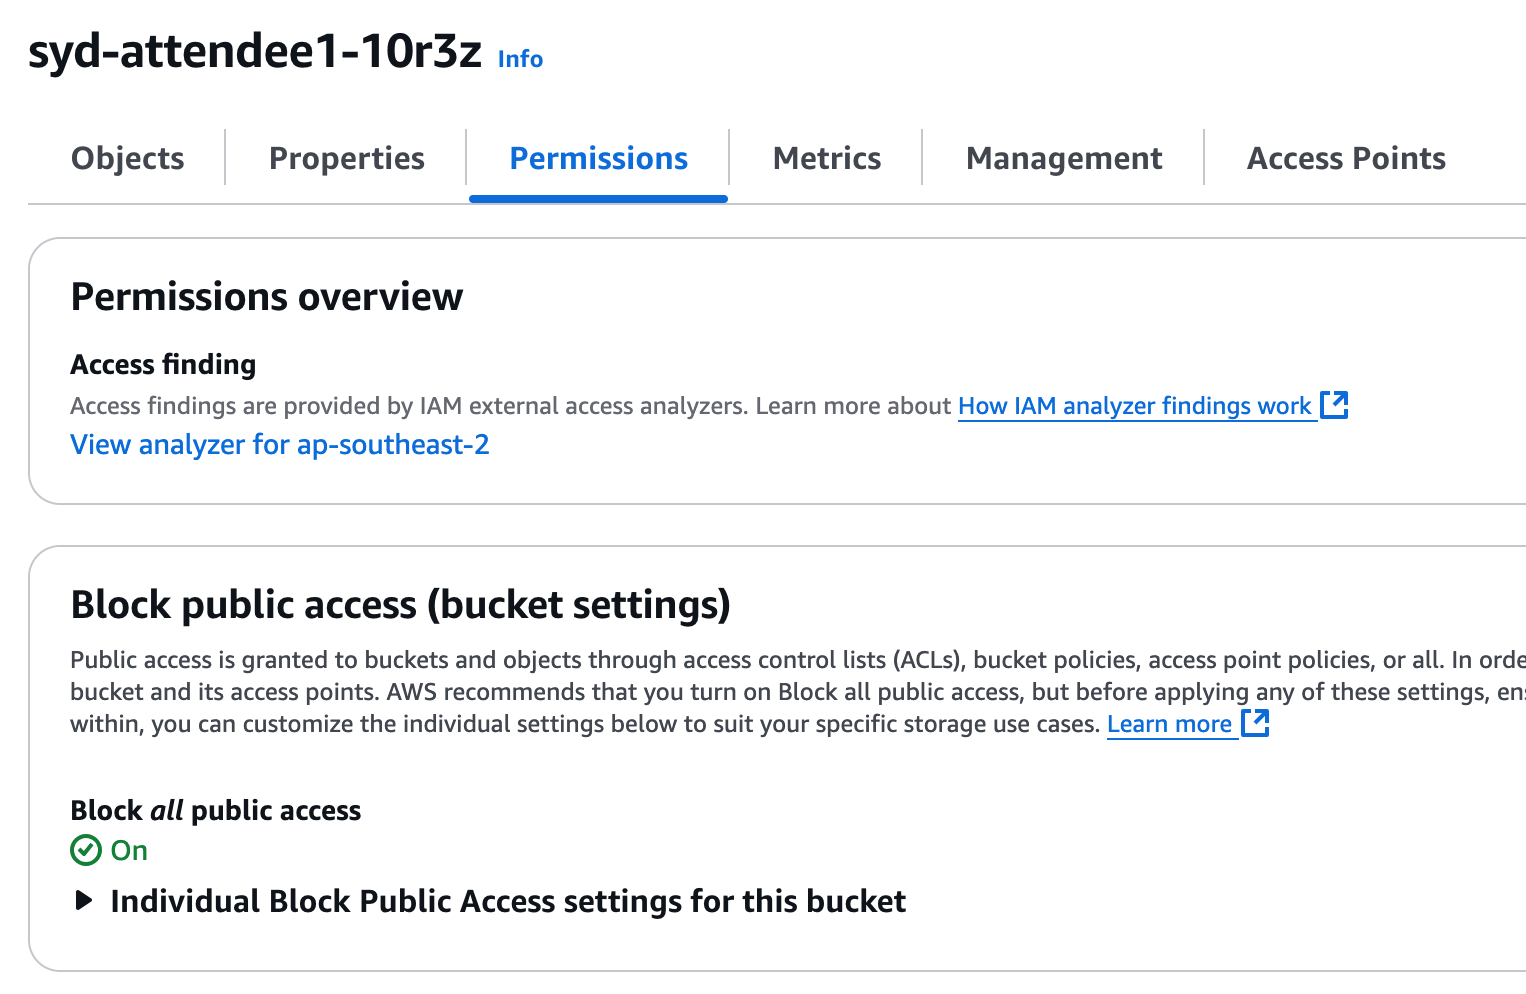 syd-attendee1-10r3z Info
Objects Properties Permissions Metrics Management Access Points
Permissions overview
Access finding
Access findings are provided by IAM external access analyzers. Learn more about How IAM analyzer findings work
View analyzer for ap-southeast-2
Block public access (bucket settings)
Public access is granted to buckets and objects through access control lists (ACLs), bucket policies, access point policies, or all. In orde
bucket and its access points. AWS recommends that you turn on Block all public access, but before applying any of these settings, ens
within, you can customize the individual settings below to suit your specific storage use cases. Learn more
Block all public access
On
Individual Block Public Access settings for this bucket